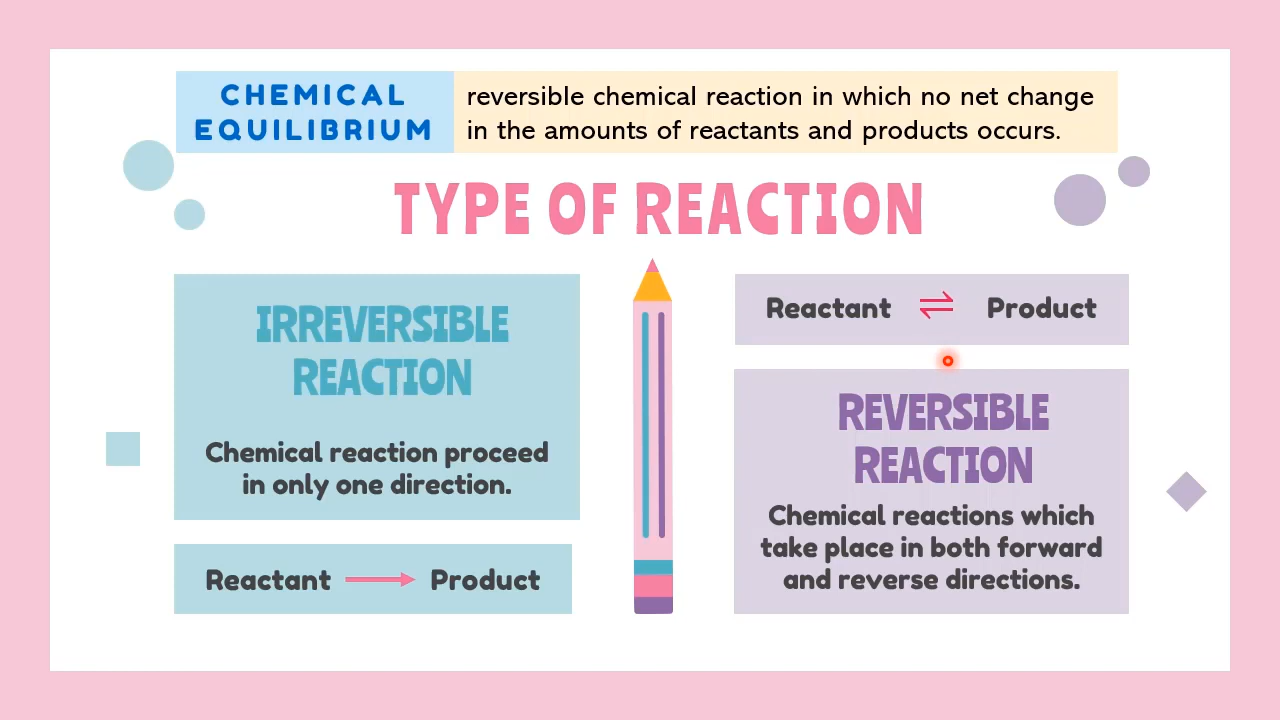 CHEMICAL
EQUILIBRIUM
reversible chemical reaction in which no net change
in the amounts of reactants and products occurs.
TYPE OF REACTION
IRREVERSIBLE
REACTION
Chemical reaction proceed
in only one direction.
Reactant → Product
Reactant ⇌ Product
REVERSIBLE
REACTION
Chemical reactions which
take place in both forward
and reverse directions.